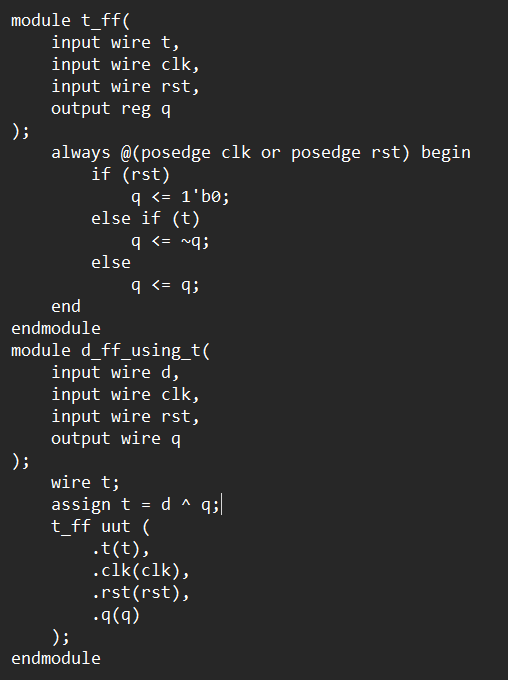 module t_ff(
    input wire t,
    input wire clk,
    input wire rst,
    output reg q
);
    always @(posedge clk or posedge rst) begin
        if (rst)
            q <= 1'b0;
        else if (t)
            q <= ~q;
        else
            q <= q;
    end
endmodule
module d_ff_using_t(
    input wire d,
    input wire clk,
    input wire rst,
    output wire q
);
    wire t;
    assign t = d ^ q;
    t_ff uut (
        .t(t),
        .clk(clk),
        .rst(rst),
        .q(q)
    );
endmodule